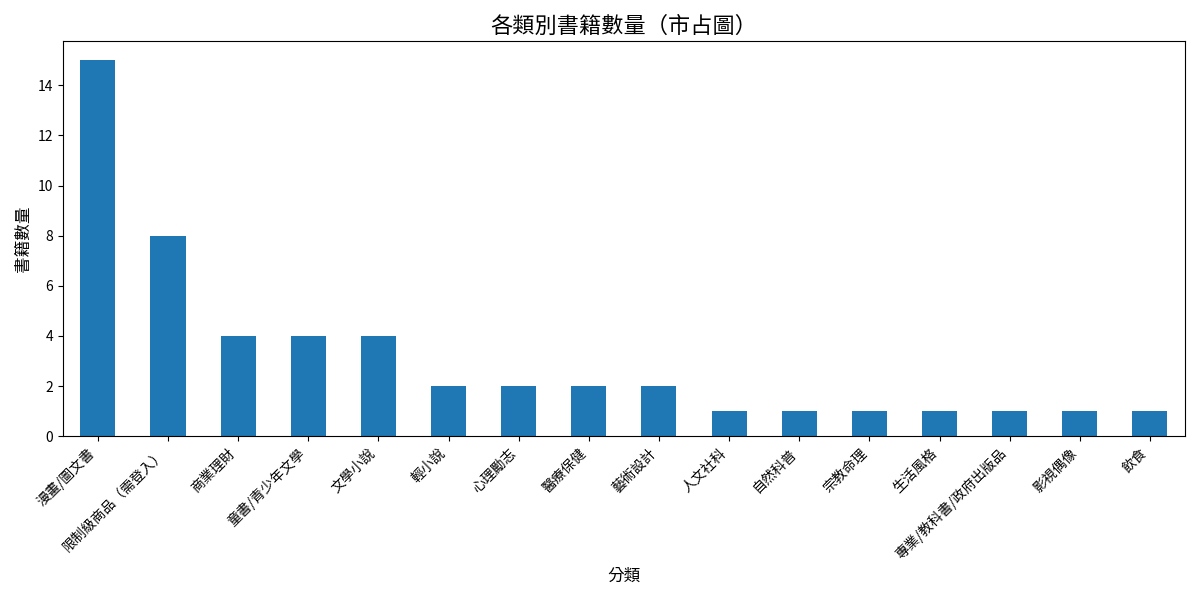 各類別書籍數量（市占圖）
書籍數量
14
12
10
8
6
4
2
0
漫畫/圖文書
限制級商品（需登入）
商業理財
童書/青少年文學
文學小說
輕小說
心理勵志
醫療保健
藝術設計
人文社科
自然科普
宗教命理
生活風格
專業/教科書/政府出版品
影視偶像
飲食
分類